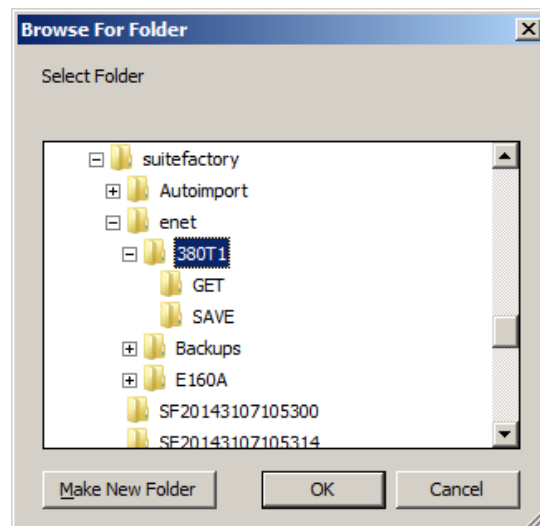 Browse For Folder
Select Folder
suitefactory
Autoimport
enet
380T1
GET
SAVE
Backups
E160A
SF20143107105300
SF20143107105314
Make New Folder
OK
Cancel